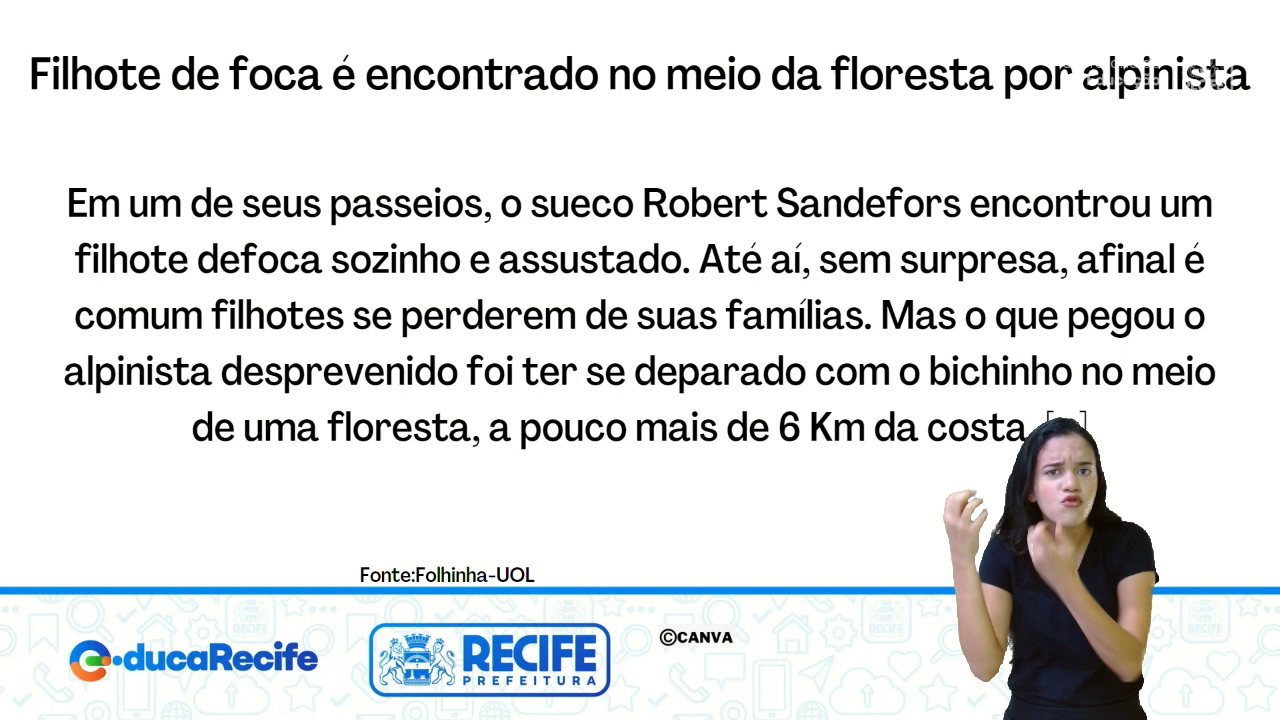 Filhote de foca é encontrado no meio da floresta por alpinista
Em um de seus passeios, o sueco Robert Sandefors encontrou um
filhote defoca sozinho e assustado. Até aí, sem surpresa, afinal é
comum filhotes se perderem de suas famílias. Mas o que pegou o
alpinista desprevenido foi ter se deparado com o bichinho no meio
de uma floresta, a pouco mais de 6 Km da costa
Fonte:Folhinha-UOL
ducaRecife
RECIFE
PREFEITURA
©CANVA